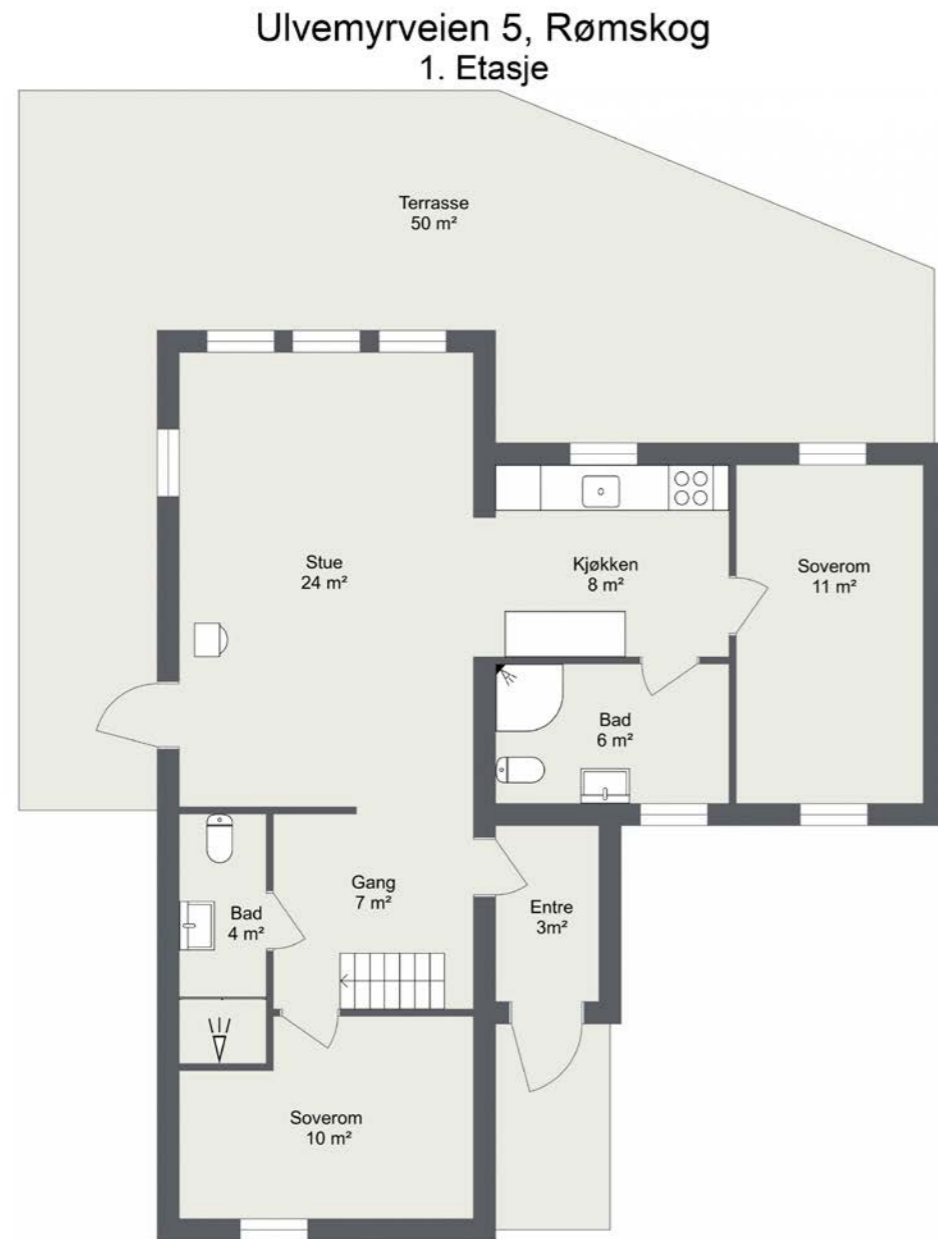 Ulvemyrveien 5, Rømskog
1. Etasje
Terrasse
50 m²
Stue
24 m²
Kjøkken
8 m²
Soverom
11 m²
Bad
6 m²
Gang
7 m²
Bad
4 m²
Entre
3m²
Soverom
10 m²